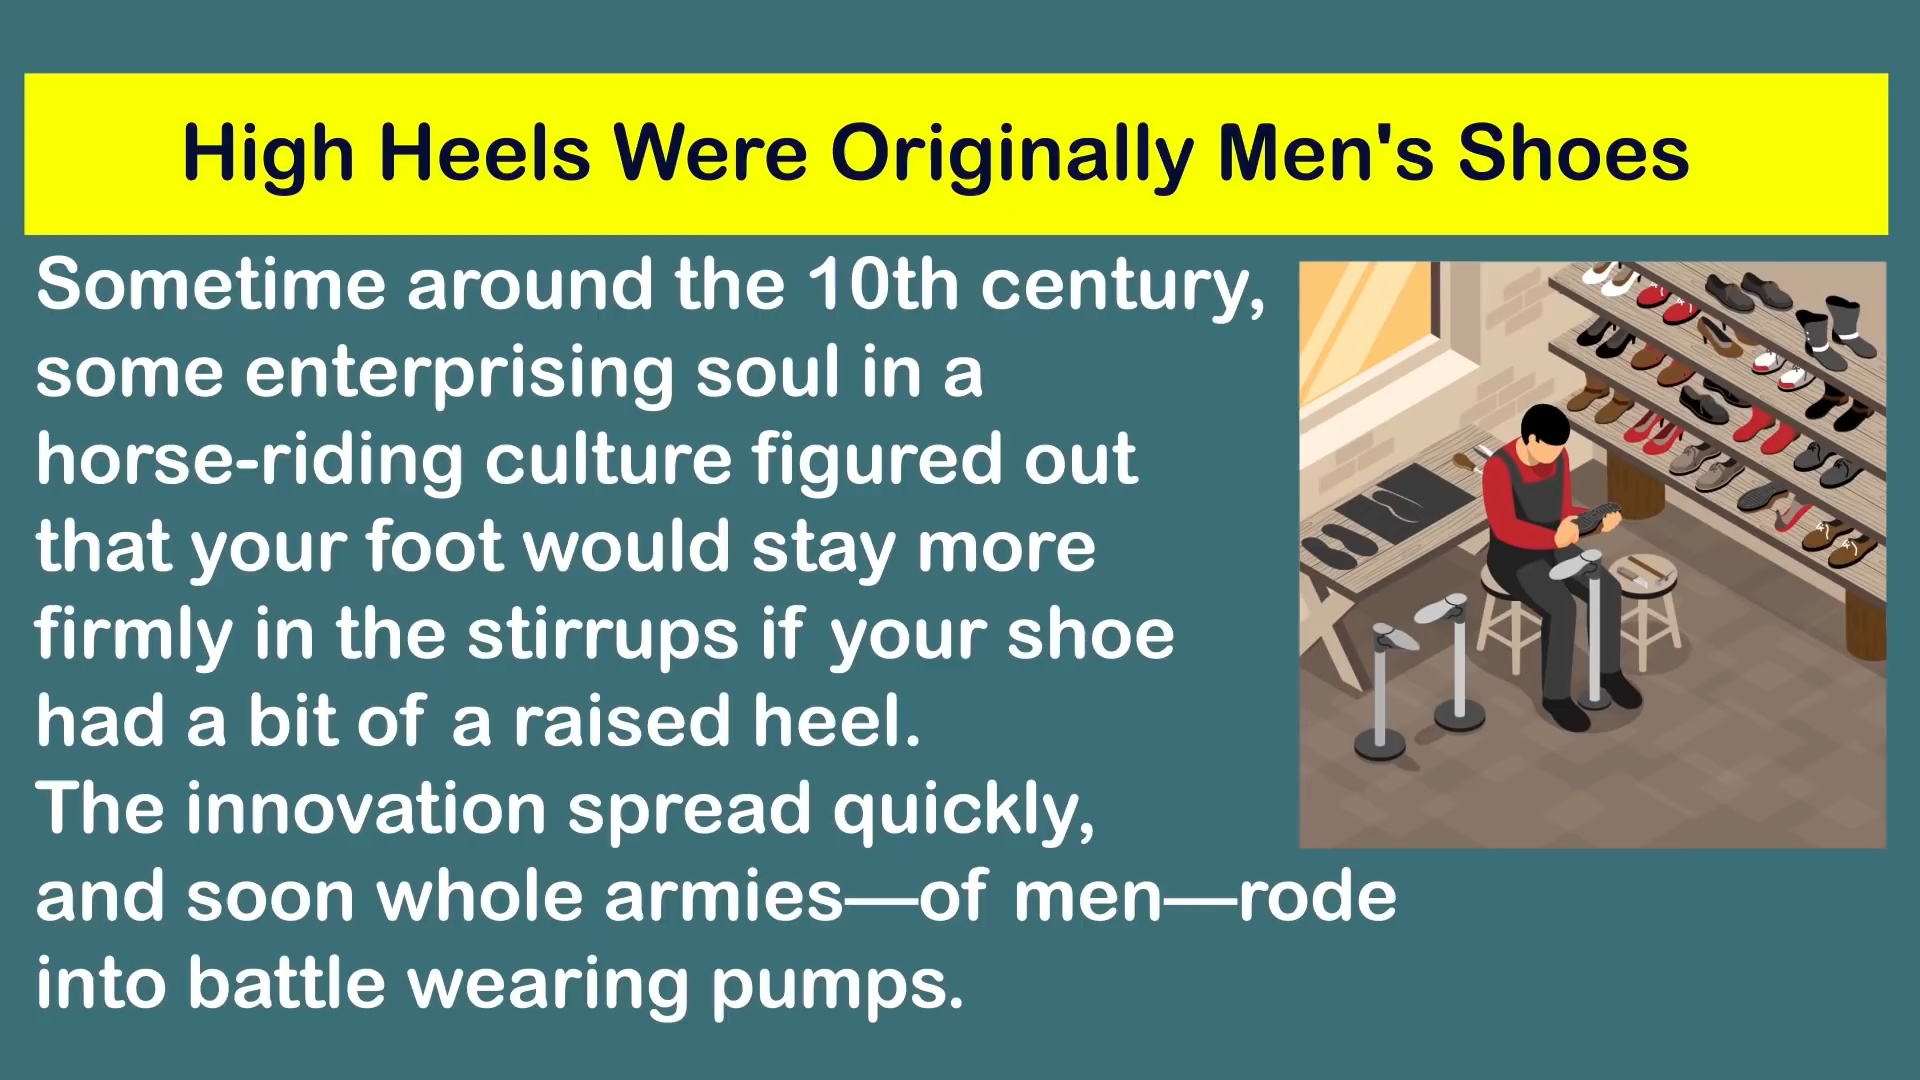 High Heels Were Originally Men's Shoes
Sometime around the 10th century,
some enterprising soul in a
horse-riding culture figured out
that your foot would stay more
firmly in the stirrups if your shoe
had a bit of a raised heel.
The innovation spread quickly,
and soon whole armies—of men—rode
into battle wearing pumps.